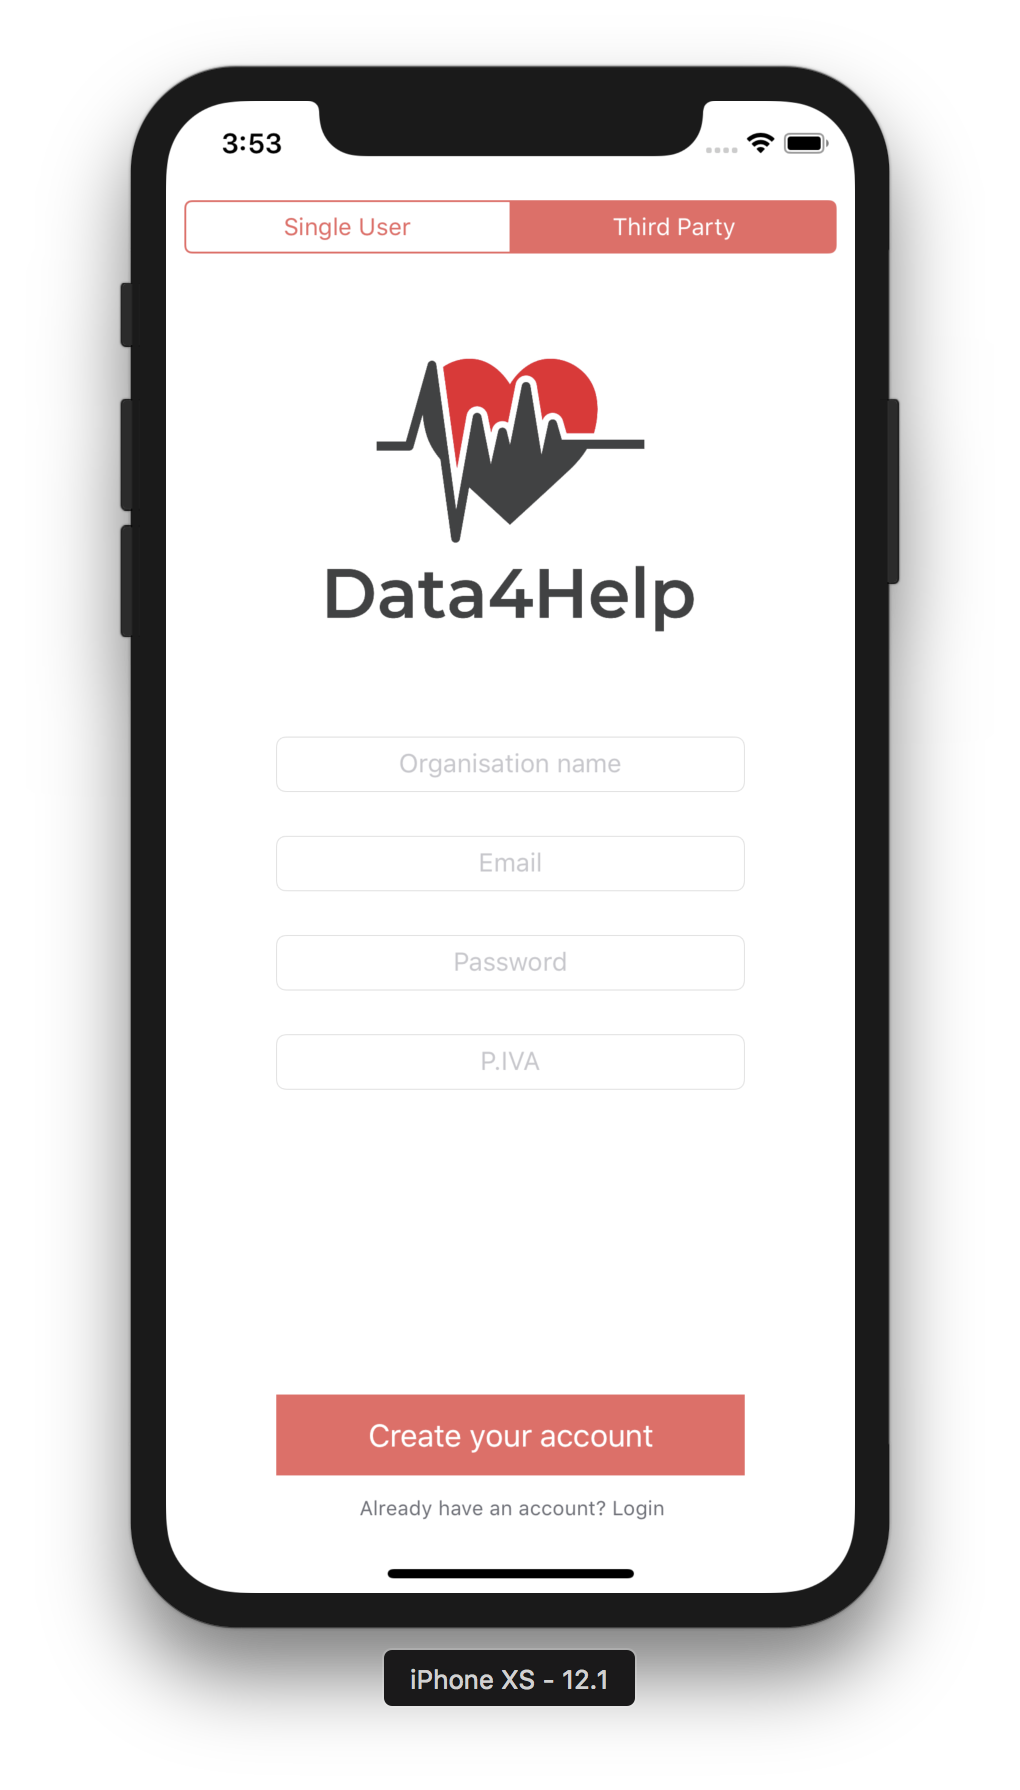 3:53
Single User
Third Party
Data4Help
Organisation name
Email
Password
P.IVA
Create your account
Already have an account? Login
iPhone XS - 12.1